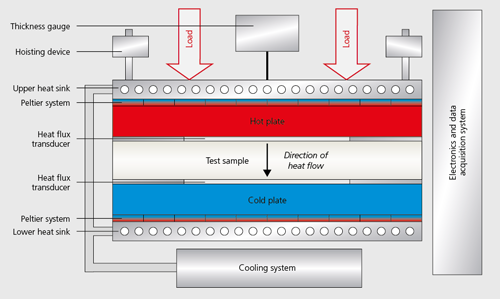 Thickness gauge
Hoisting device
Load
Load
Upper heat sink
Peltier system
Hot plate
Heat flux
transducer
Test sample
Direction of
heat flow
Heat flux
transducer
Cold plate
Peltier system
Lower heat sink
Cooling system
Electronics and data
acquisition system